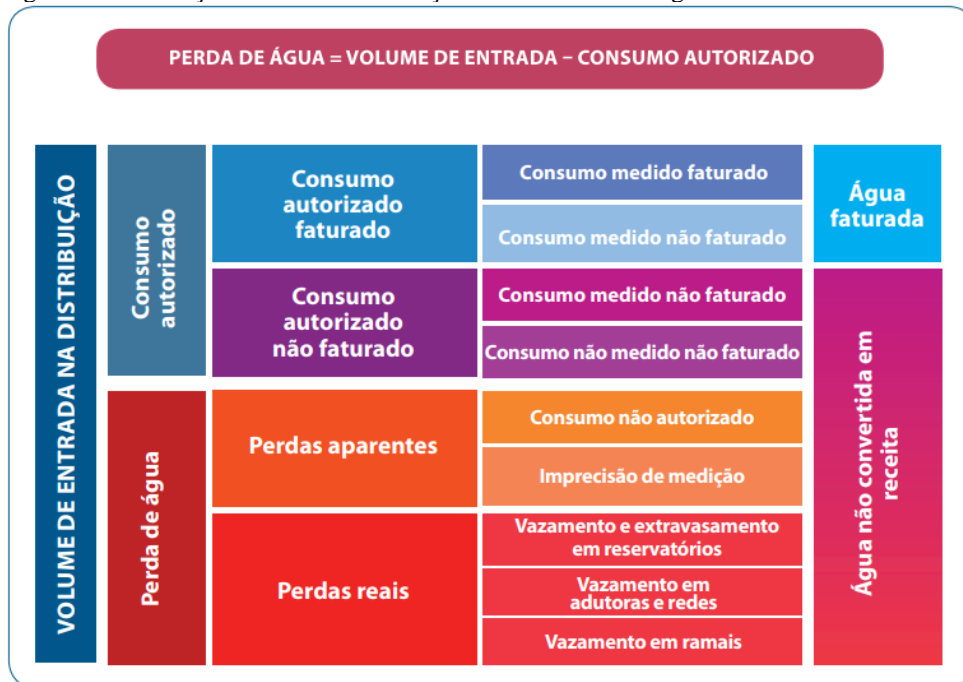 PERDA DE ÁGUA = VOLUME DE ENTRADA – CONSUMO AUTORIZADO
VOLUME DE ENTRADA NA DISTRIBUIÇÃO
Consumo
autorizado
Consumo
autorizado
faturado
Consumo medido faturado
Consumo medido não faturado
Água
faturada
Consumo
autorizado
não faturado
Consumo medido não faturado
Consumo não medido não faturado
Água não convertida em
receita
Perda de água
Perdas aparentes
Consumo não autorizado
Imprecisão de medição
Perdas reais
Vazamento e extravasamento
em reservatórios
Vazamento em
adutoras e redes
Vazamento em ramais